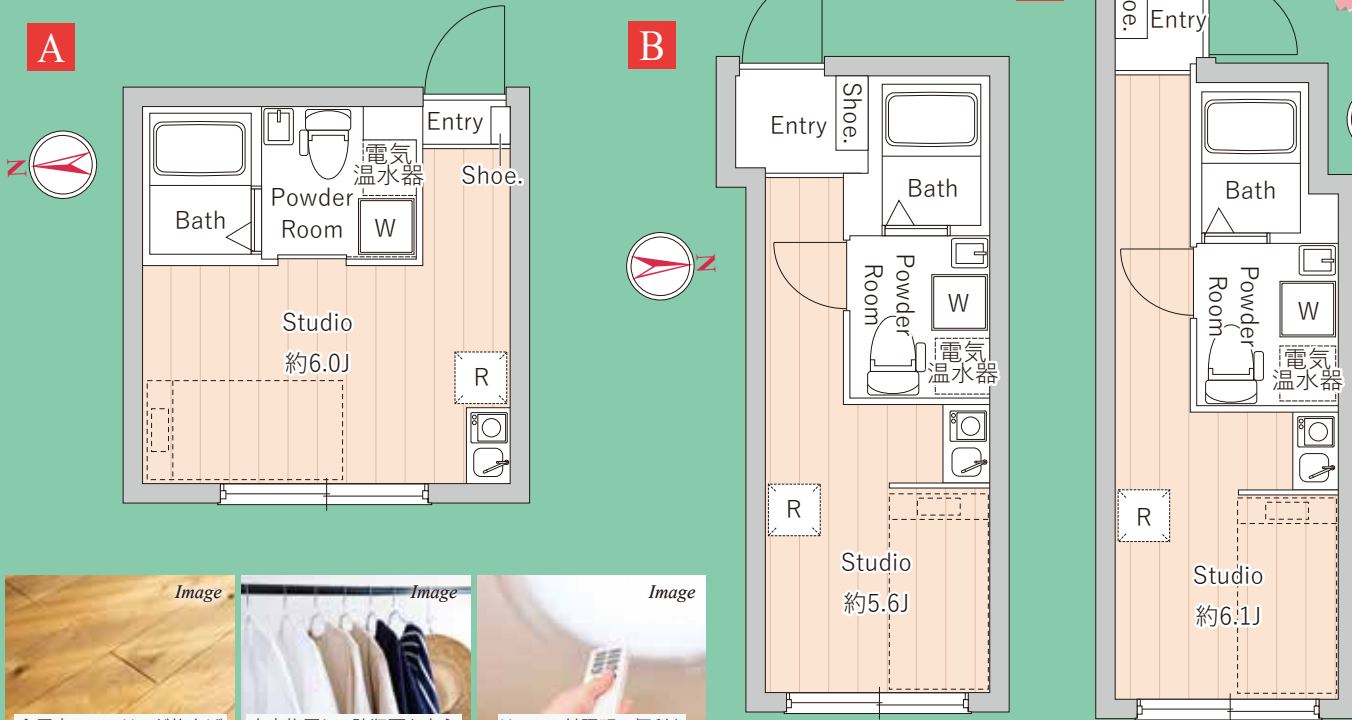 A
N
Entry
Shoe.
電気
温水器
Powder
Room
Bath
W
Studio
約6.0J
R
B
N
Entry
Shoe.
Bath
Powder
Room
W
電気
温水器
R
Studio
約5.6J
Entry
Bath
Powder
Room
W
電気
温水器
R
Studio
約6.1J
Image
Image
Image